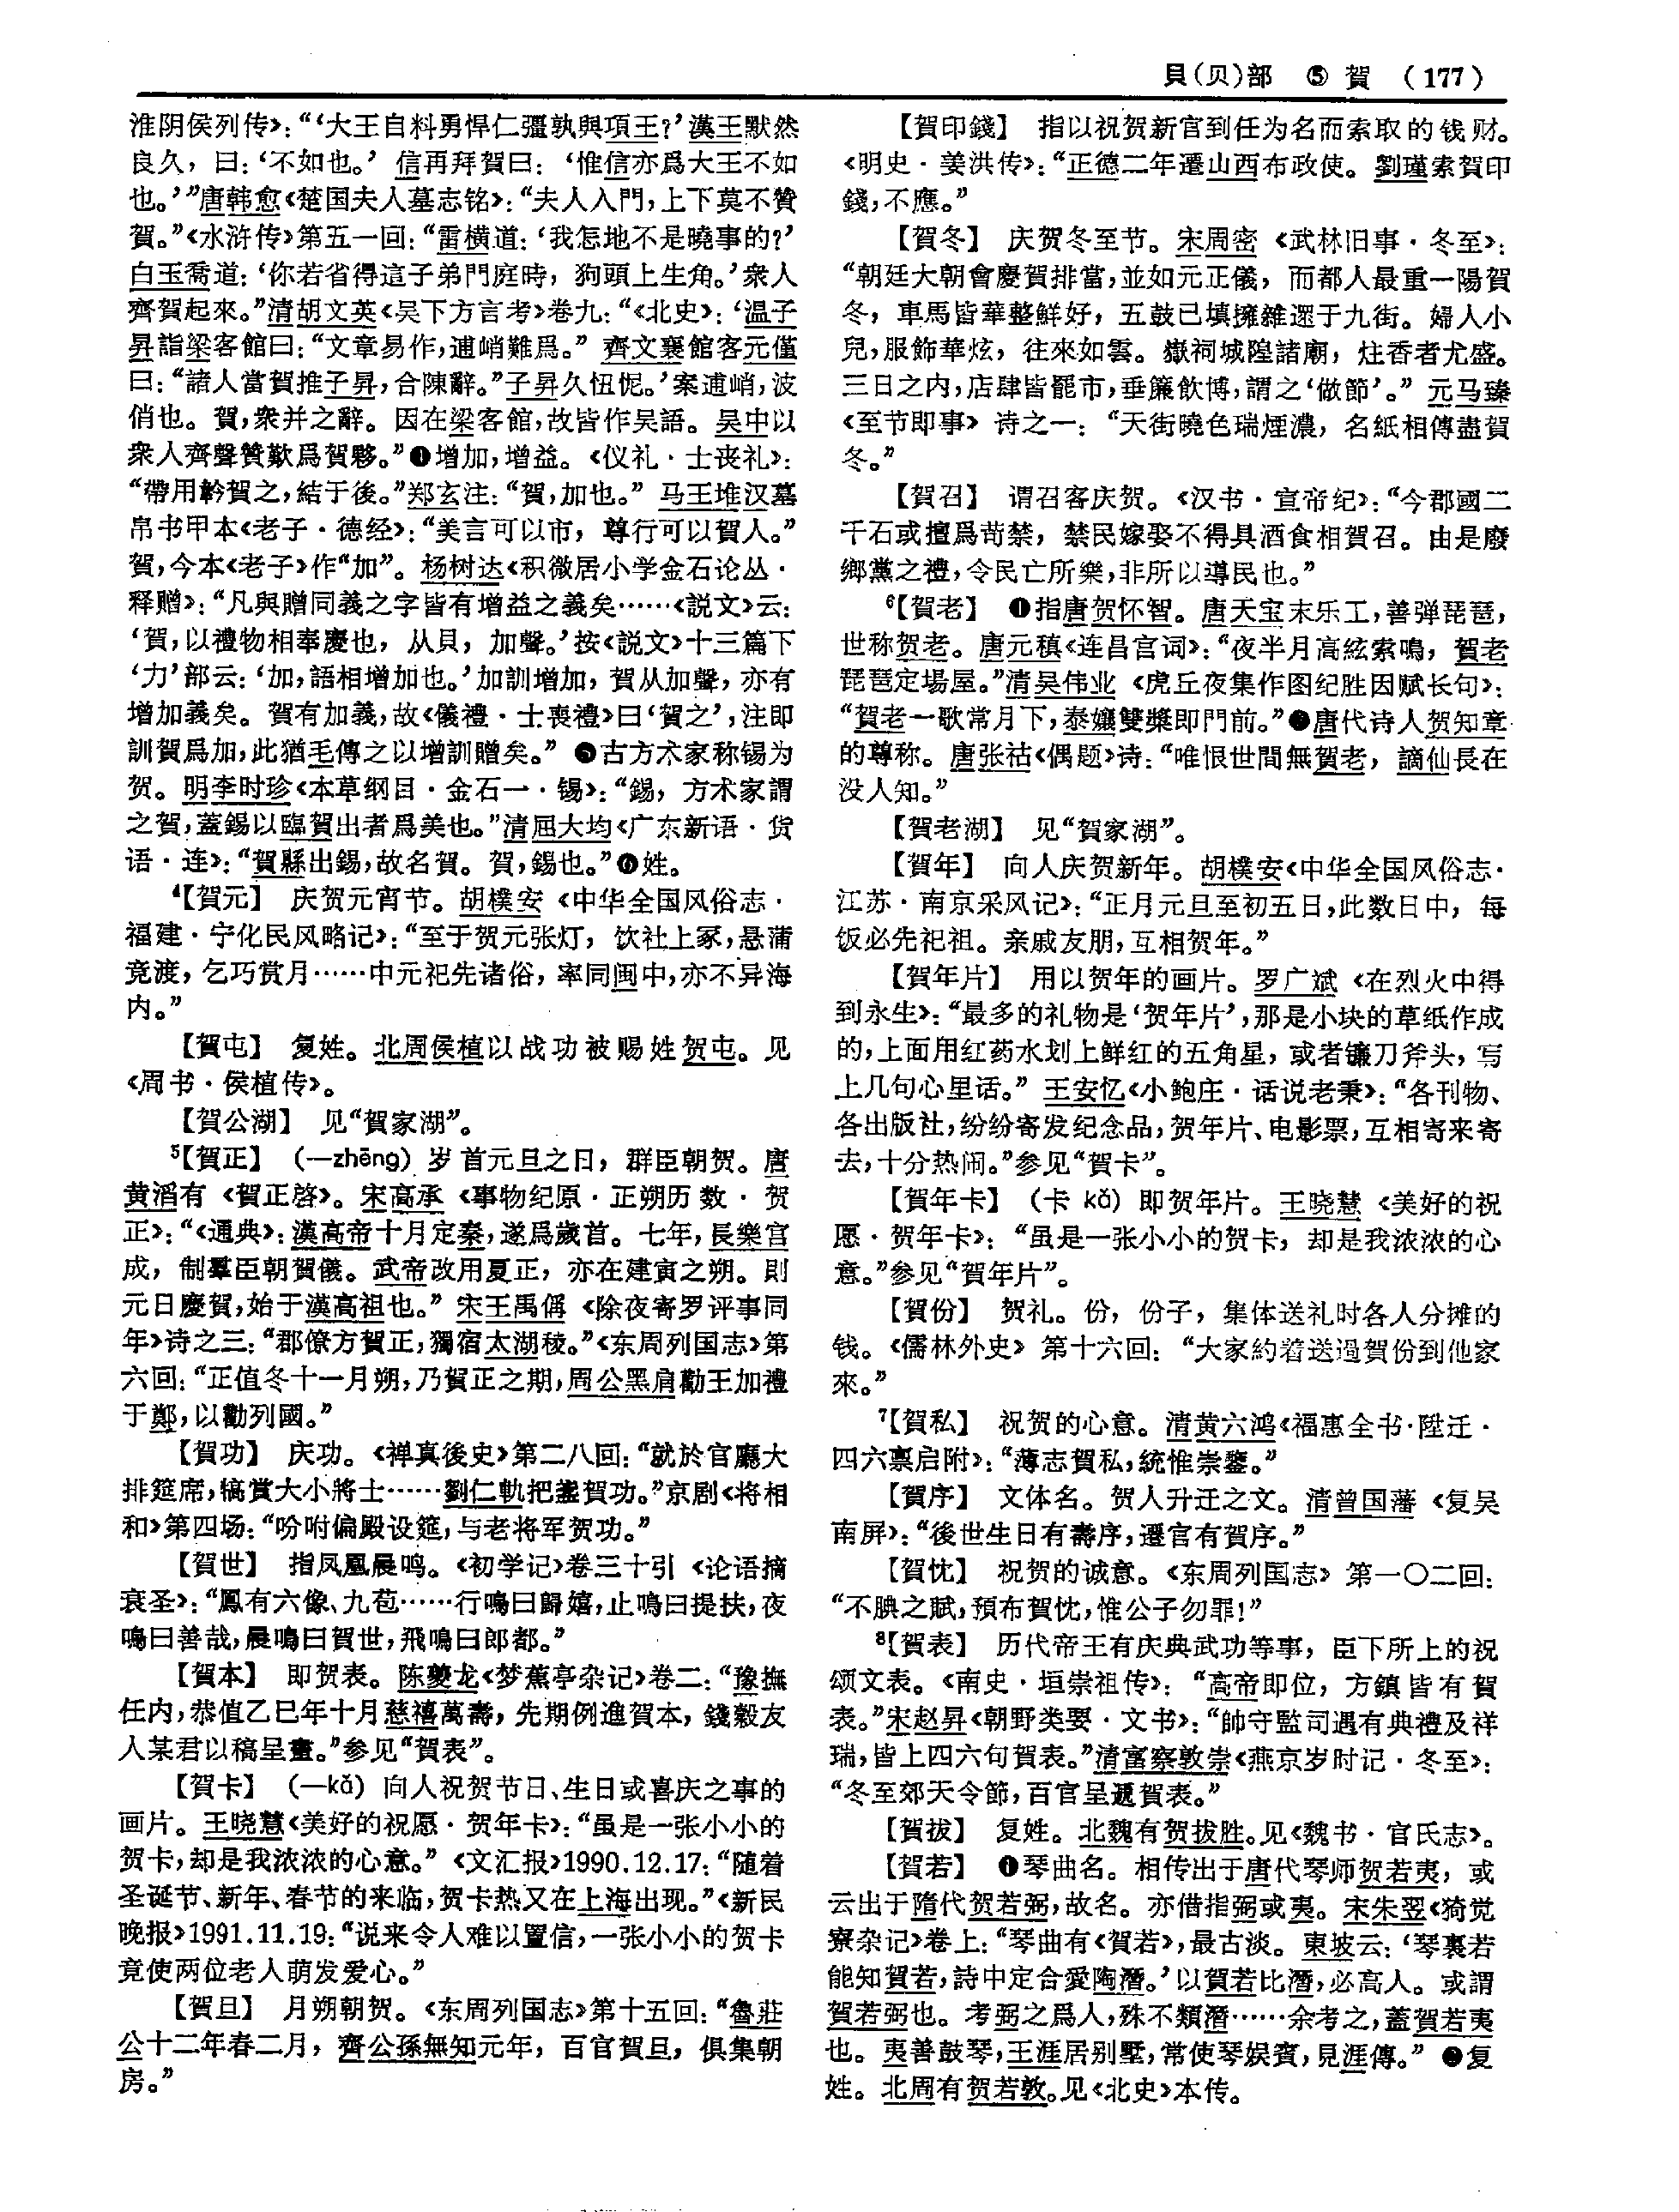 貝(贝)部　⑤ 賀　(177)
淮阴侯列传》：“‘大王自料勇悍仁彊孰與項王？’漢王默然
良久，曰：‘不如也。’信再拜賀曰：‘惟信亦爲大王不如
也。’”唐韩愈《楚国夫人墓志铭》：“夫人入門，上下莫不贊
賀。”《水浒传》第五一回：“雷横道：‘我怎地不是曉事的？’
白玉喬道：‘你若省得這子弟門庭時，狗頭上生角。’衆人
齊賀起來。”清胡文英《吴下方言考》卷九：“《北史》：‘温子
昇詣梁客館曰：“文章易作，逋峭難爲。”齊文襄館客元僅
曰：“諸人當賀推子昇，合陳辭。”子昇久忸怩。’案逋峭，波
俏也。賀，衆并之辭。因在梁客館，故皆作吴語。吴中以
衆人齊聲贊歎爲賀夥。”❹增加，增益。《仪礼·士丧礼》：
“帶用齡賀之，結于後。”郑玄注：“賀，加也。”马王堆汉墓
帛书甲本《老子·德经》：“美言可以市，尊行可以賀人。”
賀，今本《老子》作“加”。杨树达《积微居小学金石论丛·
释赠》：“凡與贈同義之字皆有增益之義矣……《説文》云：
‘賀，以禮物相奉慶也，从貝，加聲。’按《説文》十三篇下
‘力’部云：‘加，語相增加也。’加訓增加，賀从加聲，亦有
增加義矣。賀有加義，故《儀禮·士喪禮》曰‘賀之’，注即
訓賀爲加，此猶毛傳之以增訓贈矣。”❺古方术家称锡为
贺。明李时珍《本草纲目·金石一·锡》：“錫，方术家謂
之賀，蓋錫以臨賀出者爲美也。”清屈大均《广东新语·货
语·连》：“賀縣出錫，故名賀。賀，錫也。”❻姓。
⁴【賀元】　庆贺元宵节。胡樸安《中华全国风俗志·
福建·宁化民风略记》：“至于贺元张灯，饮社上冢，悬蒲
竞渡，乞巧赏月……中元祀先诸俗，率同闽中，亦不异海
内。”
【賀屯】　复姓。北周侯植以战功被赐姓贺屯。见
《周书·侯植传》。
【賀公湖】　见“賀家湖”。
⁵【賀正】　(—zhēng)　岁首元旦之日，群臣朝贺。唐
黄滔有《賀正啓》。宋高承《事物纪原·正朔历数·贺
正》：“《通典》：漢高帝十月定秦，遂爲歲首。七年，長樂宫
成，制羣臣朝賀儀。武帝改用夏正，亦在建寅之朔。則
元日慶賀，始于漢高祖也。”宋王禹偁《除夜寄罗评事同
年》诗之三：“郡僚方賀正，獨宿太湖稜。”《东周列国志》第
六回：“正值冬十一月朔，乃賀正之期，周公黑肩勸王加禮
于鄭，以勸列國。”
【賀功】　庆功。《禅真後史》第二八回：“就於官廳大
排筵席，犒賞大小將士……劉仁軌把盞賀功。”京剧《将相
和》第四场：“吩咐偏殿设筵，与老将军贺功。”
【賀世】　指凤凰晨鸣。《初学记》卷三十引《论语摘
衰圣》：“鳳有六像、九苞……行鳴曰歸嬉，止鳴曰提扶，夜
鳴曰善哉，晨鳴曰賀世，飛鳴曰郎都。”
【賀本】　即贺表。陈夔龙《梦蕉亭杂记》卷二：“豫撫
任内，恭值乙巳年十月慈禧萬壽，先期例進賀本，錢穀友
人某君以稿呈畫。”参见“賀表”。
【賀卡】　(—kǎ)　向人祝贺节日、生日或喜庆之事的
画片。王晓慧《美好的祝愿·贺年卡》：“虽是一张小小的
贺卡，却是我浓浓的心意。”《文汇报》1990.12.17：“随着
圣诞节、新年、春节的来临，贺卡热又在上海出现。”《新民
晚报》1991.11.19：“说来令人难以置信，一张小小的贺卡
竟使两位老人萌发爱心。”
【賀旦】　月朔朝贺。《东周列国志》第十五回：“魯莊
公十二年春二月，齊公孫無知元年，百官賀旦，俱集朝
房。”
【賀印錢】　指以祝贺新官到任为名而索取的钱财。
《明史·姜洪传》：“正德二年遷山西布政使。劉瑾索賀印
錢，不應。”
【賀冬】　庆贺冬至节。宋周密《武林旧事·冬至》：
“朝廷大朝會慶賀排當，並如元正儀，而都人最重一陽賀
冬，車馬皆華整鮮好，五鼓已填擁雜遝于九街。婦人小
兒，服飾華炫，往來如雲。嶽祠城隍諸廟，炷香者尤盛。
三日之内，店肆皆罷市，垂簾飲博，謂之‘做節’。”元马臻
《至节即事》诗之一：“天街曉色瑞煙濃，名紙相傳盡賀
冬。”
【賀召】　谓召客庆贺。《汉书·宣帝纪》：“今郡國二
千石或擅爲苛禁，禁民嫁娶不得具酒食相賀召。由是廢
鄉黨之禮，令民亡所樂，非所以導民也。”
⁶【賀老】　❶指唐贺怀智。唐天宝末乐工，善弹琵琶，
世称贺老。唐元稹《连昌宫词》：“夜半月高絃索鳴，賀老
琵琶定場屋。”清吴伟业《虎丘夜集作图纪胜因赋长句》：
“賀老一歌常月下，泰孃雙槳即門前。”❷唐代诗人贺知章
的尊称。唐张祜《偶题》诗：“唯恨世間無賀老，謫仙長在
没人知。”
【賀老湖】　见“賀家湖”。
【賀年】　向人庆贺新年。胡樸安《中华全国风俗志·
江苏·南京采风记》：“正月元旦至初五日，此数日中，每
饭必先祀祖。亲戚友朋，互相贺年。”
【賀年片】　用以贺年的画片。罗广斌《在烈火中得
到永生》：“最多的礼物是‘贺年片’，那是小块的草纸作成
的，上面用红药水划上鲜红的五角星，或者镰刀斧头，写
上几句心里话。”王安忆《小鲍庄·话说老秉》：“各刊物、
各出版社，纷纷寄发纪念品，贺年片、电影票，互相寄来寄
去，十分热闹。”参见“賀卡”。
【賀年卡】　(卡 kǎ)　即贺年片。王晓慧《美好的祝
愿·贺年卡》：“虽是一张小小的贺卡，却是我浓浓的心
意。”参见“賀年片”。
【賀份】　贺礼。份，份子，集体送礼时各人分摊的
钱。《儒林外史》第十六回：“大家約着送過賀份到他家
來。”
⁷【賀私】　祝贺的心意。清黄六鸿《福惠全书·陞迁·
四六禀启附》：“薄志賀私，統惟崇鑒。”
【賀序】　文体名。贺人升迁之文。清曾国藩《复吴
南屏》：“後世生日有壽序，遷官有賀序。”
【賀忱】　祝贺的诚意。《东周列国志》第一〇二回：
“不腆之賦，預布賀忱，惟公子勿罪！”
⁸【賀表】　历代帝王有庆典武功等事，臣下所上的祝
颂文表。《南史·垣崇祖传》：“高帝即位，方鎮皆有賀
表。”宋赵昇《朝野类要·文书》：“帥守監司遇有典禮及祥
瑞，皆上四六句賀表。”清富察敦崇《燕京岁时记·冬至》：
“冬至郊天令節，百官呈遞賀表。”
【賀拔】　复姓。北魏有贺拔胜。见《魏书·官氏志》。
【賀若】　❶琴曲名。相传出于唐代琴师贺若夷，或
云出于隋代贺若弼，故名。亦借指弼或夷。宋朱翌《猗觉
寮杂记》卷上：“琴曲有《賀若》，最古淡。東坡云：‘琴裏若
能知賀若，詩中定合愛陶潛。’以賀若比潛，必高人。或謂
賀若弼也。考弼之爲人，殊不類潛……余考之，蓋賀若夷
也。夷善鼓琴，王涯居别墅，常使琴娱賓，見涯傳。”❷复
姓。北周有贺若敦。见《北史》本传。